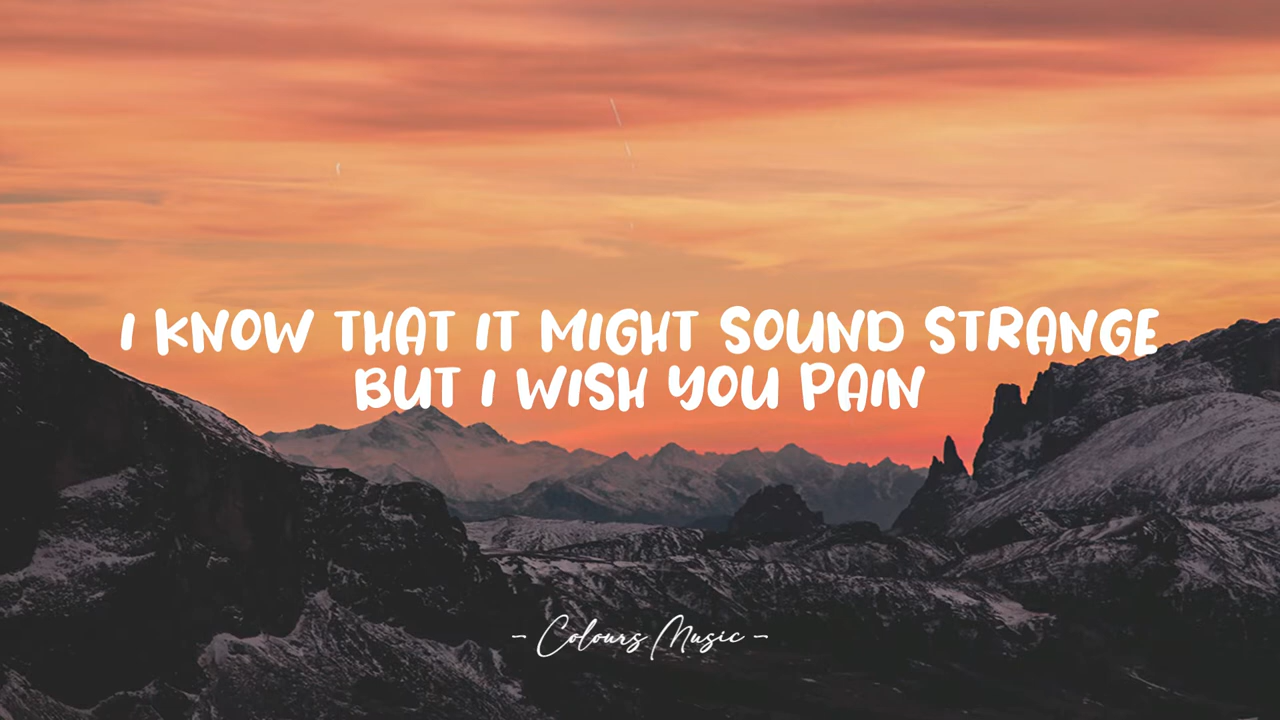 I KNOW THAT IT MIGHT SOUND STRANGE
BUT I WISH YOU PAIN
- Colours Music -